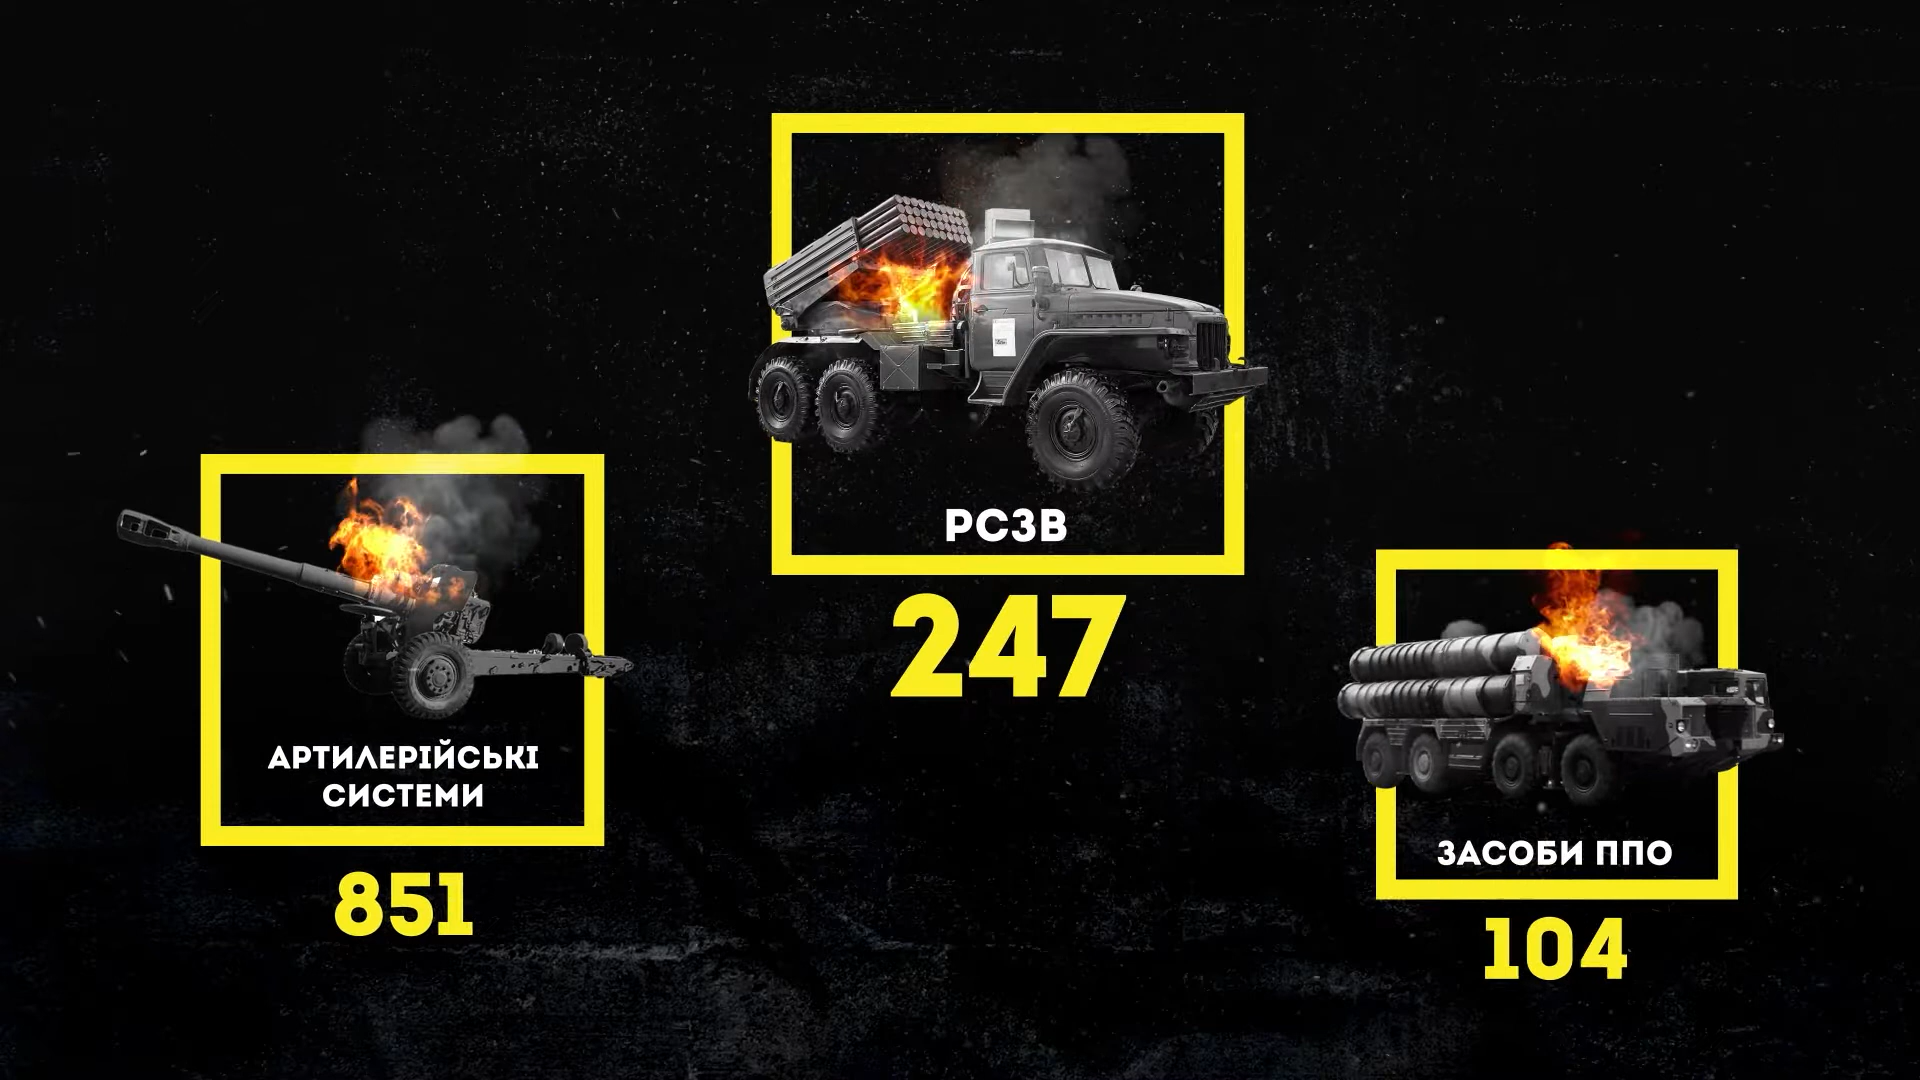 АРТИЛЕРІЙСЬКІ
СИСТЕМИ
851
РСЗВ
247
ЗАСОБИ ППО
104